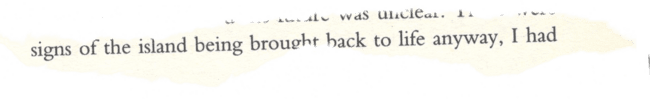 was unclear.
signs of the island being brought back to life anyway, I had